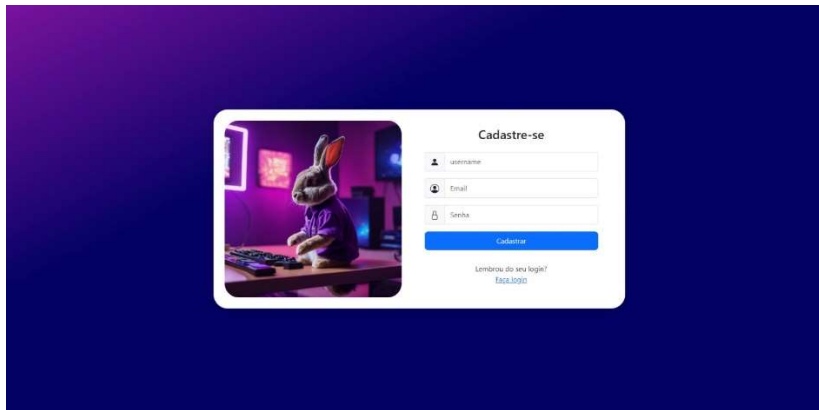 Cadastre-se
username
Email
Senha
Cadastrar
Lembrou do seu login?
Faça login